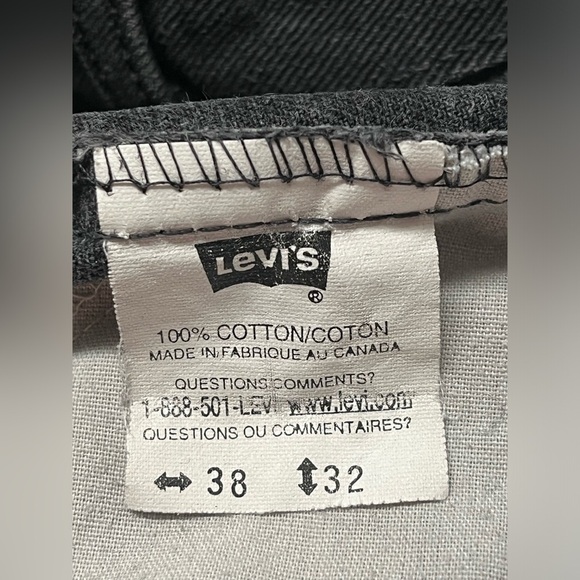 Levi's
®
100% COTTON/COTON
MADE IN/FABRIQUE AU CANADA
QUESTIONS/COMMENTS?
1-888-501-LEVI www.levi.com
QUESTIONS OU COMMENTAIRES?
↔ 38 ↕32